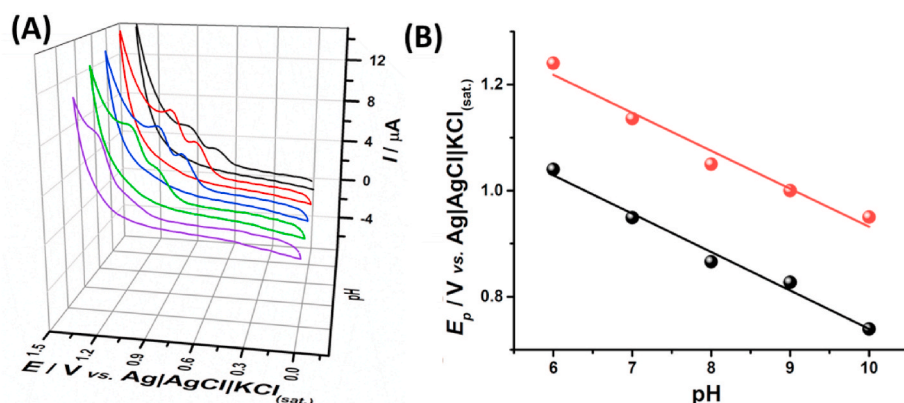 (A)
12
8
4
0
-4
I / µA
pH
1.5
1.2
0.9
0.6
0.3
0.0
E / V vs. Ag|AgCl|KCl(sat.)
(B)
1.2
1.0
0.8
Ep / V vs. Ag|AgCl|KCl(sat.)
6 7 8 9 10
pH